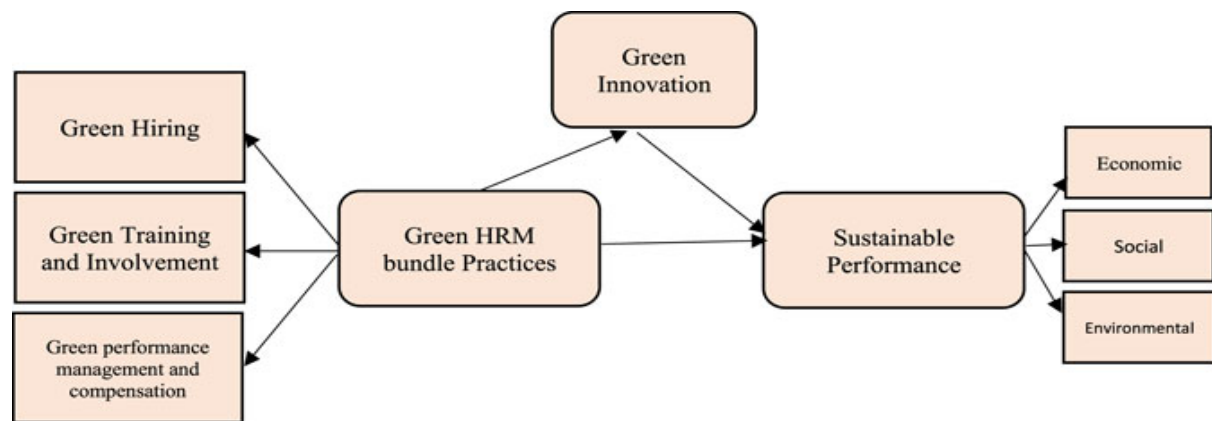 Green
Innovation
Green Hiring
Green Training
and Involvement
Green performance
management and
compensation
Green HRM
bundle Practices
Sustainable
Performance
Economic
Social
Environmental